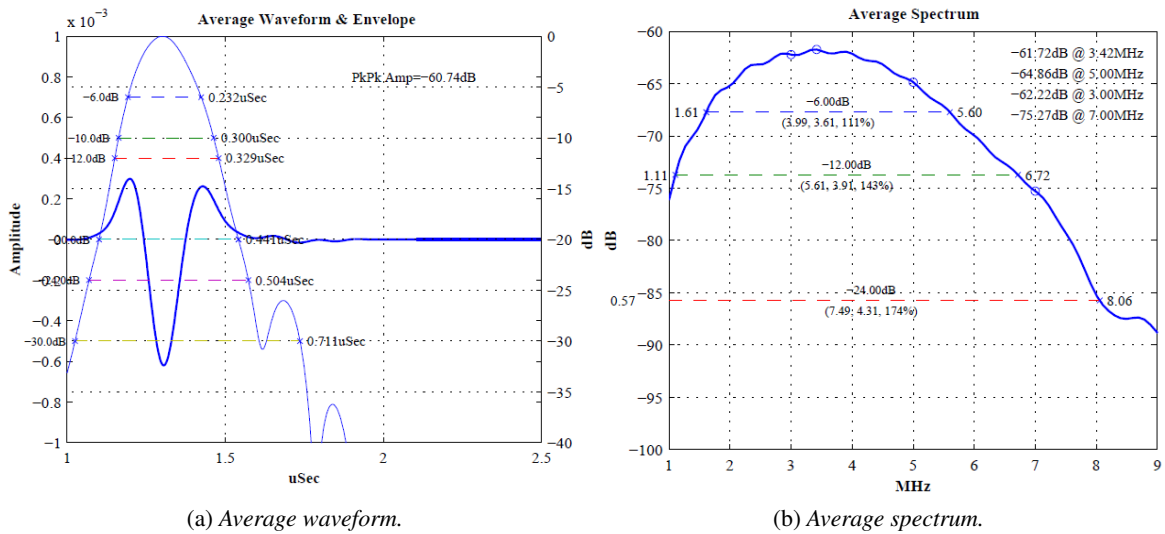 Average Waveform & Envelope
x 10⁻³
1
0.8
0.6
0.4
0.2
−0.2
−0.4
−0.6
−0.8
−1
Amplitude
0
−5
−10
−15
−20
−25
−30
−35
−40
dB
PkPk Amp=−60.74dB
−6.0dB
0.232uSec
−10.0dB
0.300uSec
−12.0dB
0.329uSec
0.441uSec
0.504uSec
−30.0dB
0.711uSec
1
1.5
2
2.5
uSec
(a) Average waveform.
Average Spectrum
−60
−65
−70
−75
−80
−85
−90
−95
−100
dB
−61.72dB @ 3.42MHz
−64.86dB @ 5.00MHz
−62.22dB @ 3.00MHz
−75.27dB @ 7.00MHz
−6.00dB
1.61
5.60
(3.99, 3.61, 111%)
−12.00dB
1.11
6.72
(5.61, 3.91, 143%)
−24.00dB
0.57
8.06
(7.49, 4.31, 174%)
1
2
3
4
5
6
7
8
9
MHz
(b) Average spectrum.